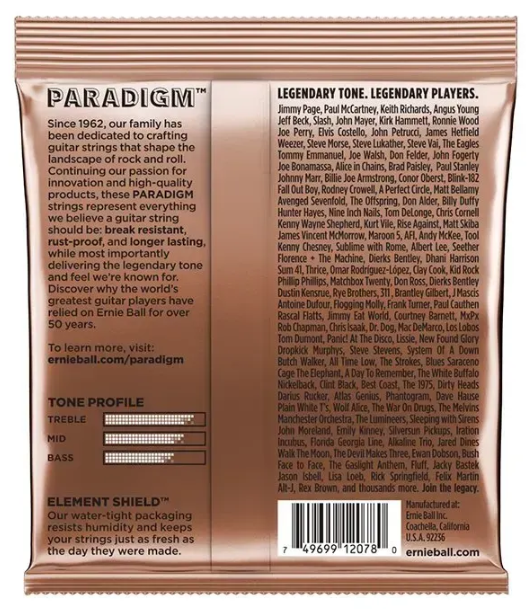 PARADIGM™
Since 1962, our family has
been dedicated to crafting
guitar strings that shape the
landscape of rock and roll.
Continuing our passion for
innovation and high-quality
products, these PARADIGM
strings represent everything
we believe a guitar string
should be: break resistant,
rust-proof, and longer lasting,
while most importantly
delivering the legendary tone
and feel we're known for.
Discover why the world's
greatest guitar players have
relied on Ernie Ball for over
50 years.
To learn more, visit:
ernieball.com/paradigm
TONE PROFILE
TREBLE
MID
BASS
ELEMENT SHIELD™
Our water-tight packaging
resists humidity and keeps
your strings just as fresh as
the day they were made.
LEGENDARY TONE. LEGENDARY PLAYERS.
Jimmy Page, Paul McCartney, Keith Richards, Angus Young
Jeff Beck, Slash, John Mayer, Kirk Hammett, Ronnie Wood
Joe Perry, Elvis Costello, John Petrucci, James Hetfield
Weezer, Steve Morse, Steve Lukather, Steve Vai, The Eagles
Tommy Emmanuel, Joe Walsh, Don Felder, John Fogerty
Joe Bonamassa, Alice in Chains, Brad Paisley, Paul Stanley
Johnny Marr, Billie Joe Armstrong, Conor Oberst, Blink-182
Fall Out Boy, Rodney Crowell, A Perfect Circle, Matt Bellamy
Avenged Sevenfold, The Offspring, Don Alder, Billy Duffy
Hunter Hayes, Nine Inch Nails, Tom DeLonge, Chris Cornell
Kenny Wayne Shepherd, Kurt Vile, Rise Against, Matt Skiba
James Vincent McMorrow, Maroon 5, AFI, Andy McKee, Tool
Kenny Chesney, Sublime with Rome, Albert Lee, Seether
Florence + The Machine, Dierks Bentley, Dhani Harrison
Sum 41, Thrice, Omar Rodriguez-López, Clay Cook, Kid Rock
Phillip Phillips, Matchbox Twenty, Don Ross, Dierks Bentley
Dustin Kensrue, Rye Brothers, 311, Brantley Gilbert, J Mascis
Antoine Dufour, Flogging Molly, Frank Turner, Paul Cauthen
Rascal Flatts, Jimmy Eat World, Courtney Barnett, MxPx
Rob Chapman, Chris Isaak, Dr. Dog, Mac DeMarco, Los Lobos
Tom Dumont, Panic! At The Disco, Lissie, New Found Glory
Dropkick Murphys, Steve Stevens, System Of A Down
Butch Walker, All Time Low, The Strokes, Blues Saraceno
Cage The Elephant, A Day To Remember, The White Buffalo
Nickelback, Clint Black, Best Coast, The 1975, Dirty Heads
Darius Rucker, Atlas Genius, Phantogram, Dave Hause
Plain White T's, Wolf Alice, The War On Drugs, The Melvins
Manchester Orchestra, The Lumineers, Sleeping with Sirens
John Moreland, Emily Kinney, Silversun Pickups, Iration
Incubus, Florida Georgia Line, Alkaline Trio, Jared Dines
Walk The Moon, The Devil Makes Three, Ewan Dobson, Bush
Face to Face, The Gaslight Anthem, Fluff, Jacky Bastek
Jason Isbell, Lisa Loeb, Rick Springfield, Felix Martin
Alt-J, Rex Brown, and thousands more. Join the legacy.
7 49699 12078 0
Manufactured at:
Ernie Ball Inc.
Coachella, California
U.S.A. 92236
ernieball.com